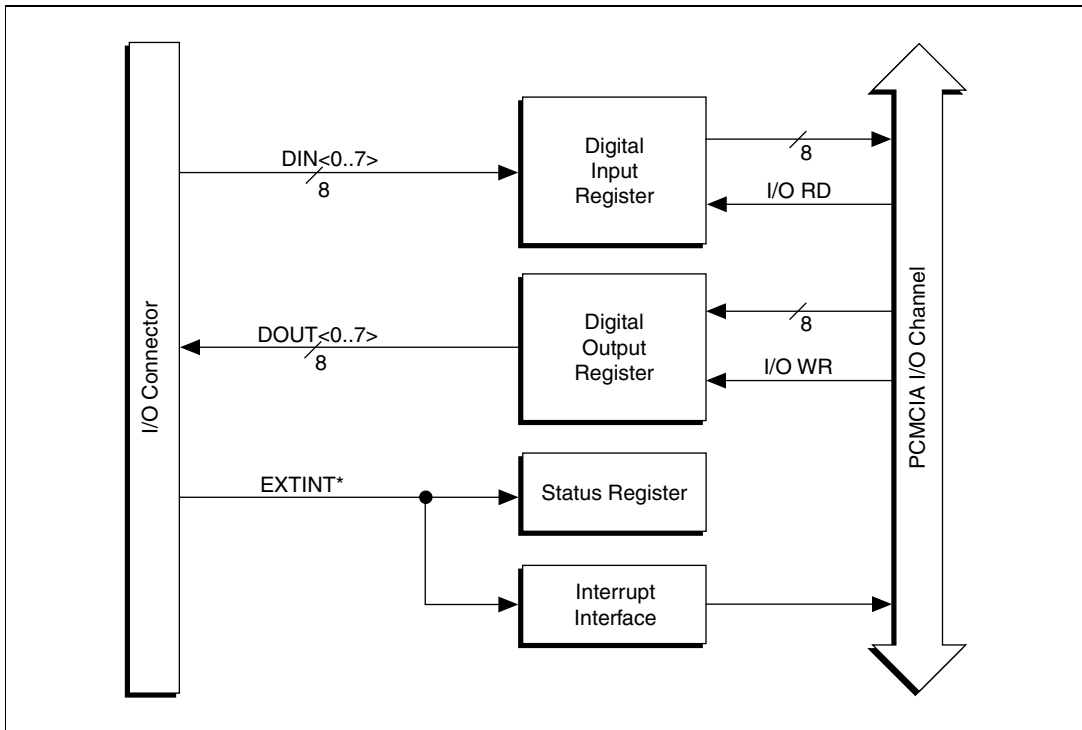 I/O Connector
DIN<0..7>
8
Digital
Input
Register
8
I/O RD
DOUT<0..7>
8
Digital
Output
Register
8
I/O WR
EXTINT*
Status Register
Interrupt
Interface
PCMCIA I/O Channel